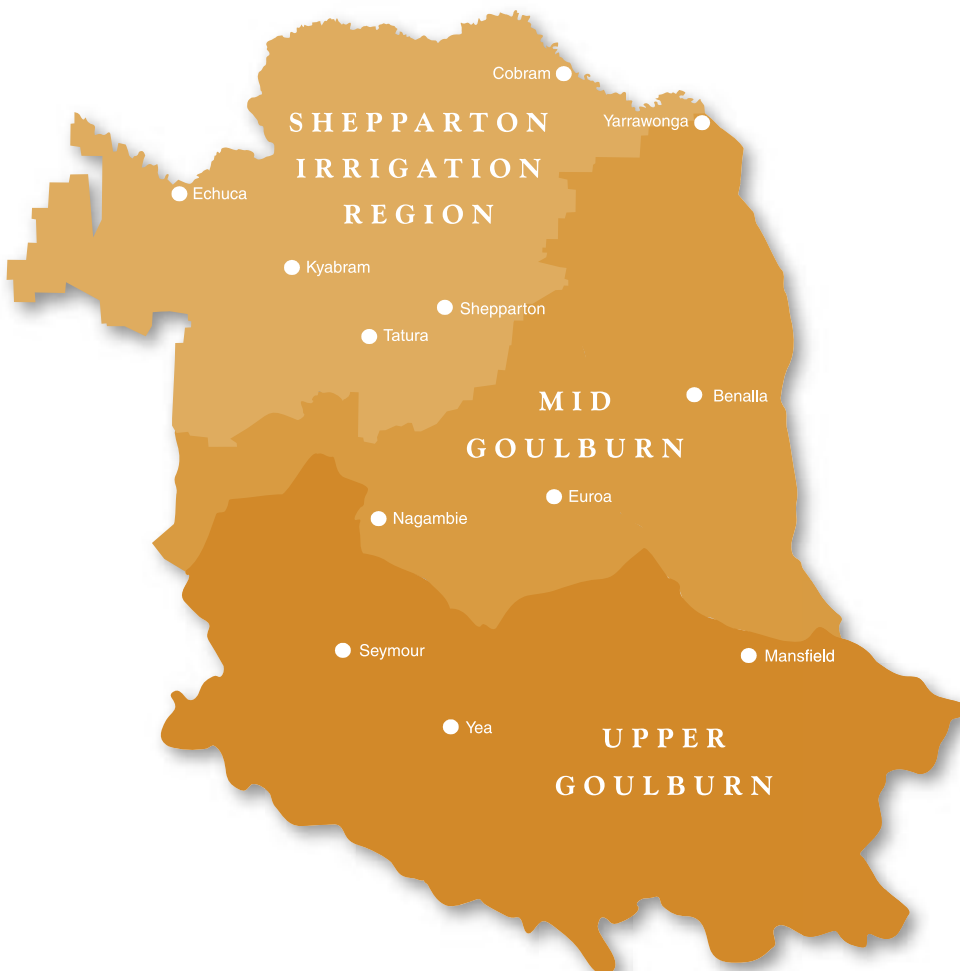 Cobram
SHEPPARTON
IRRIGATION
REGION
Yarrawonga
Echuca
Kyabram
Shepparton
Tatura
MID
GOULBURN
Benalla
Euroa
Nagambie
Seymour
Mansfield
Yea
UPPER
GOULBURN